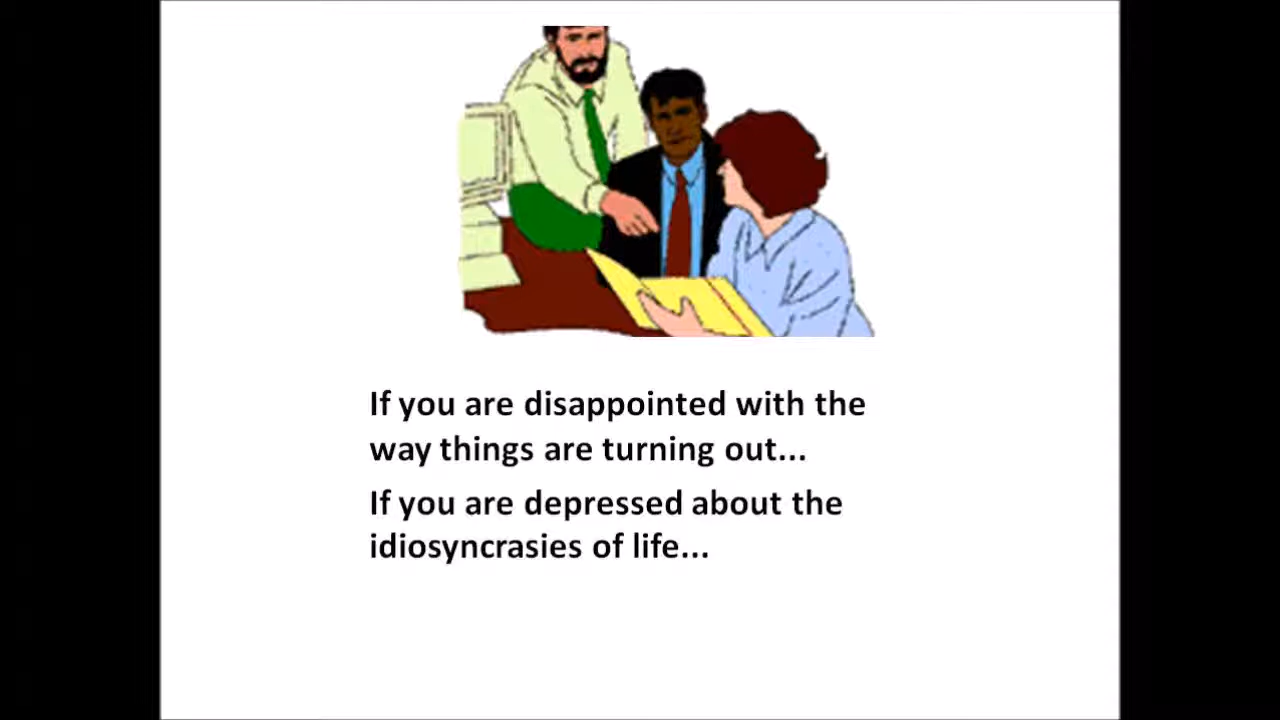 If you are disappointed with the
way things are turning out...
If you are depressed about the
idiosyncrasies of life...